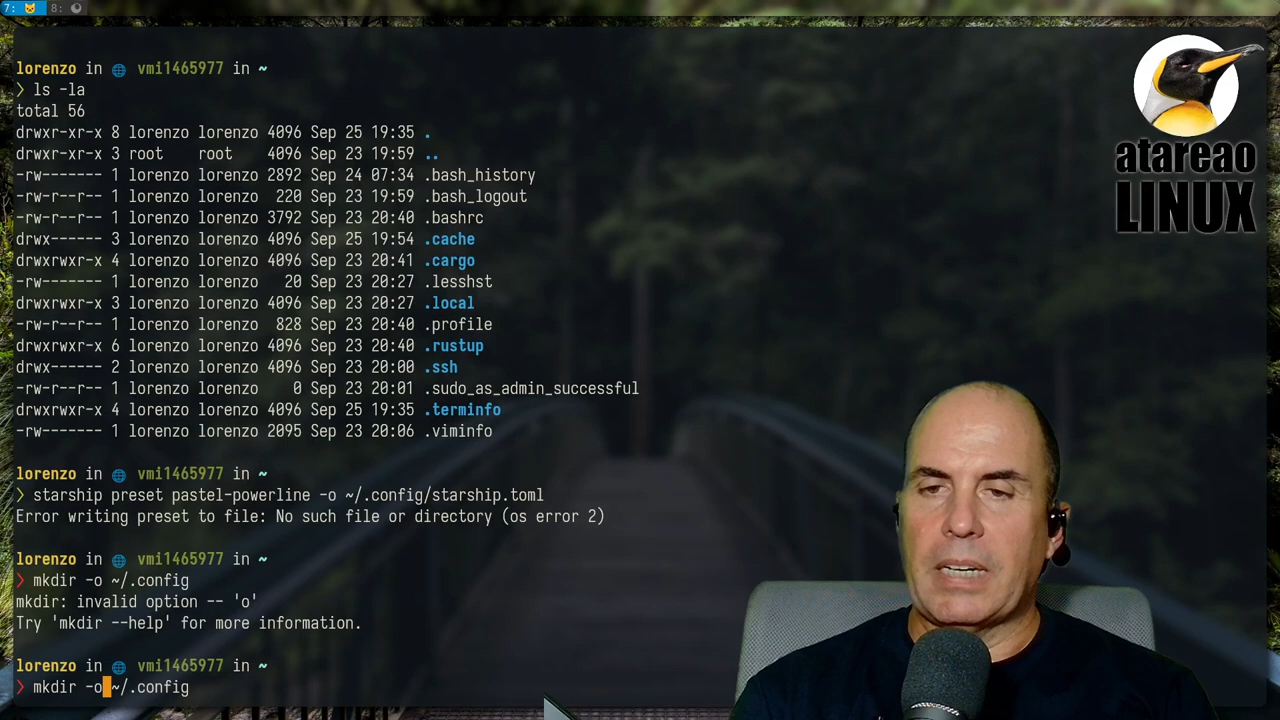 7:
8:
lorenzo in vmi1465977 in ~
❯ ls -la
total 56
drwxr-xr-x 8 lorenzo lorenzo 4096 Sep 25 19:35 .
drwxr-xr-x 3 root root 4096 Sep 23 19:59 ..
-rw------- 1 lorenzo lorenzo 2892 Sep 24 07:34 .bash_history
-rw-r--r-- 1 lorenzo lorenzo 220 Sep 23 19:59 .bash_logout
-rw-r--r-- 1 lorenzo lorenzo 3792 Sep 23 20:40 .bashrc
drwx------ 3 lorenzo lorenzo 4096 Sep 25 19:54 .cache
drwxrwxr-x 4 lorenzo lorenzo 4096 Sep 23 20:41 .cargo
-rw------- 1 lorenzo lorenzo 20 Sep 23 20:27 .lesshst
drwxrwxr-x 3 lorenzo lorenzo 4096 Sep 23 20:27 .local
-rw-r--r-- 1 lorenzo lorenzo 828 Sep 23 20:40 .profile
drwxrwxr-x 6 lorenzo lorenzo 4096 Sep 23 20:40 .rustup
drwx------ 2 lorenzo lorenzo 4096 Sep 23 20:00 .ssh
-rw-r--r-- 1 lorenzo lorenzo 0 Sep 23 20:01 .sudo_as_admin_successful
drwxrwxr-x 4 lorenzo lorenzo 4096 Sep 25 19:35 .terminfo
-rw------- 1 lorenzo lorenzo 2095 Sep 23 20:06 .viminfo
lorenzo in vmi1465977 in ~
❯ starship preset pastel-powerline -o ~/.config/starship.toml
Error writing preset to file: No such file or directory (os error 2)
lorenzo in vmi1465977 in ~
❯ mkdir -o ~/.config
mkdir: invalid option -- 'o'
Try 'mkdir --help' for more information.
lorenzo in vmi1465977 in ~
❯ mkdir -o ~/.config
atareao
LINUX